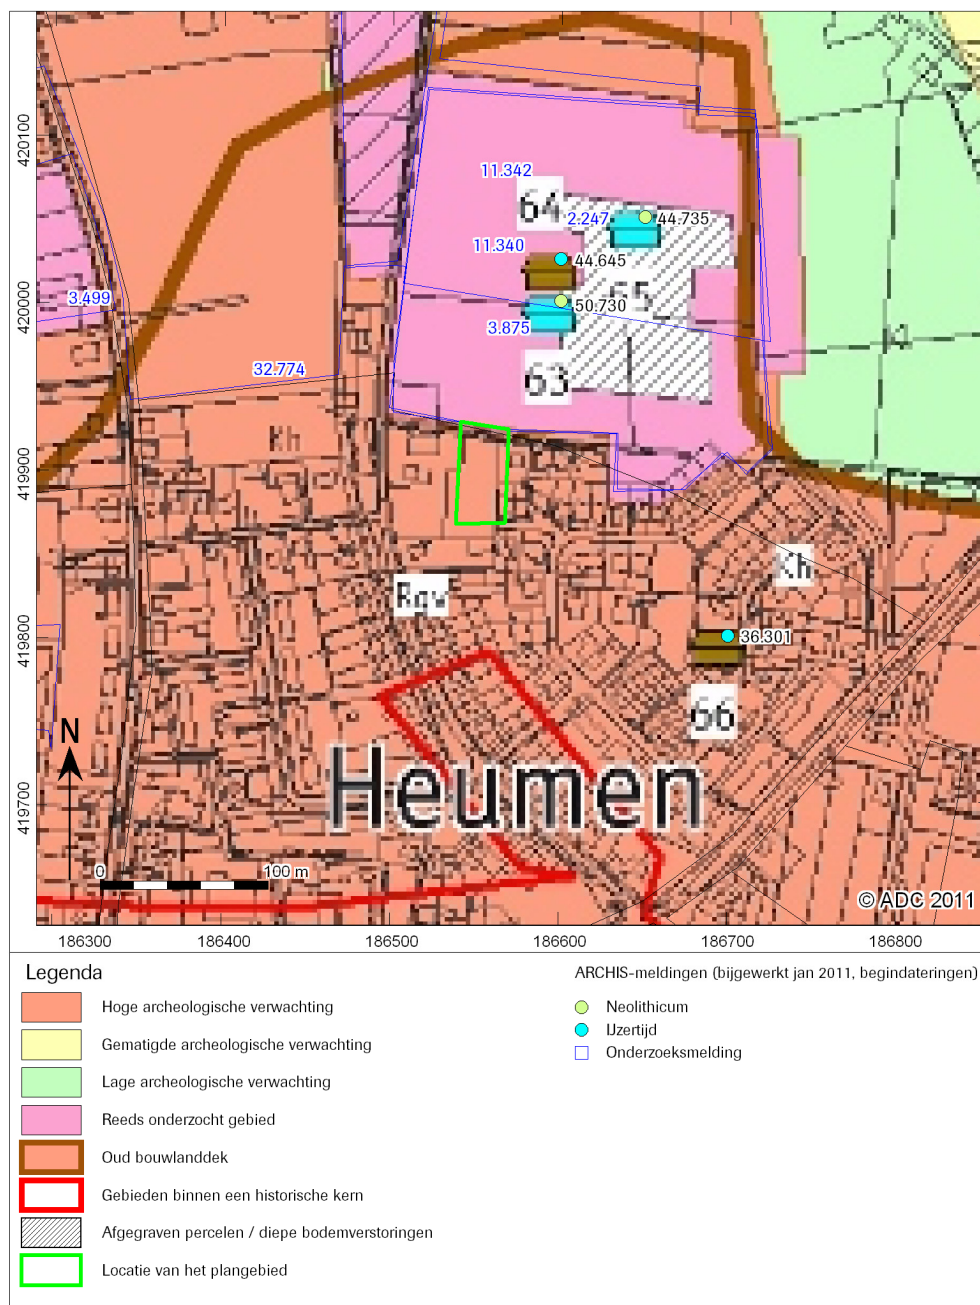 420100
420000
419900
419800
419700
11.342
64
2.247
44.735
11.340
44.645
65
50.730
3.499
3.875
63
32.774
Kh
Kh
36.301
66
N
Heumen
0
100 m
© ADC 2011
186300
186400
186500
186600
186700
186800
Legenda
Hoge archeologische verwachting
Gematigde archeologische verwachting
Lage archeologische verwachting
Reeds onderzocht gebied
Oud bouwlanddek
Gebieden binnen een historische kern
Afgegraven percelen / diepe bodemverstoringen
Locatie van het plangebied
ARCHIS-meldingen (bijgewerkt jan 2011, begindateringen)
Neolithicum
IJzertijd
Onderzoeksmelding